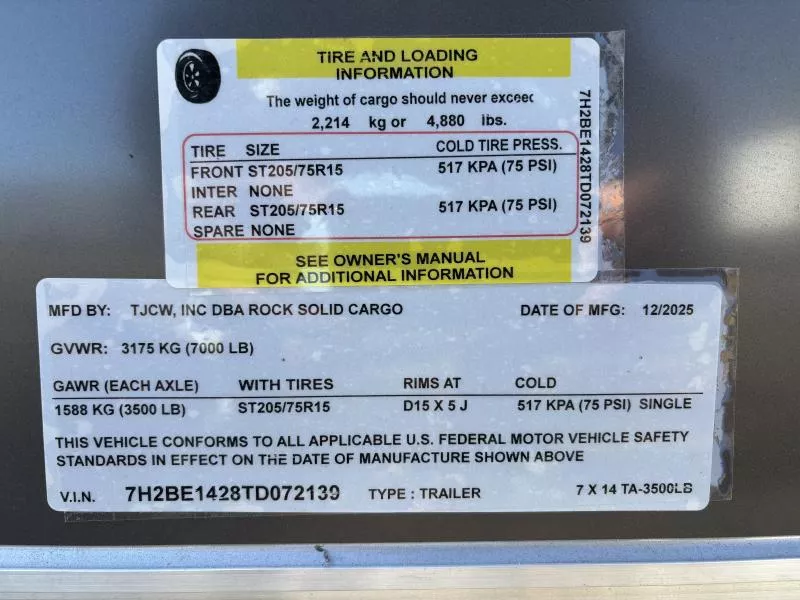 TIRE AND LOADING
INFORMATION
The weight of cargo should never exceed
2,214 kg or 4,880 lbs.
TIRE SIZE COLD TIRE PRESS.
FRONT ST205/75R15 517 KPA (75 PSI)
INTER NONE
REAR ST205/75R15 517 KPA (75 PSI)
SPARE NONE
SEE OWNER'S MANUAL
FOR ADDITIONAL INFORMATION
7H2BE1428TD072139
MFD BY: TJCW, INC DBA ROCK SOLID CARGO DATE OF MFG: 12/2025
GVWR: 3175 KG (7000 LB)
GAWR (EACH AXLE) WITH TIRES RIMS AT COLD
1588 KG (3500 LB) ST205/75R15 D15 X 5 J 517 KPA (75 PSI) SINGLE
THIS VEHICLE CONFORMS TO ALL APPLICABLE U.S. FEDERAL MOTOR VEHICLE SAFETY
STANDARDS IN EFFECT ON THE DATE OF MANUFACTURE SHOWN ABOVE
V.I.N. 7H2BE1428TD072139 TYPE : TRAILER 7 X 14 TA-3500LB